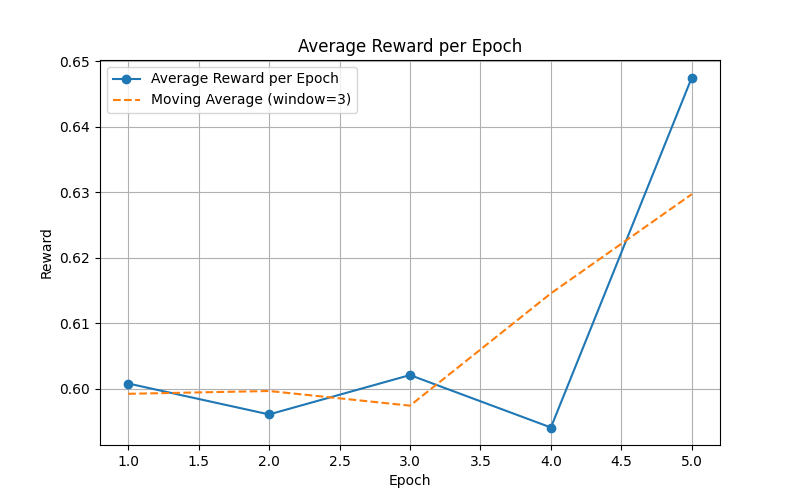 Average Reward per Epoch
Average Reward per Epoch
Moving Average (window=3)
Reward
0.65
0.64
0.63
0.62
0.61
0.60
1.0 1.5 2.0 2.5 3.0 3.5 4.0 4.5 5.0
Epoch